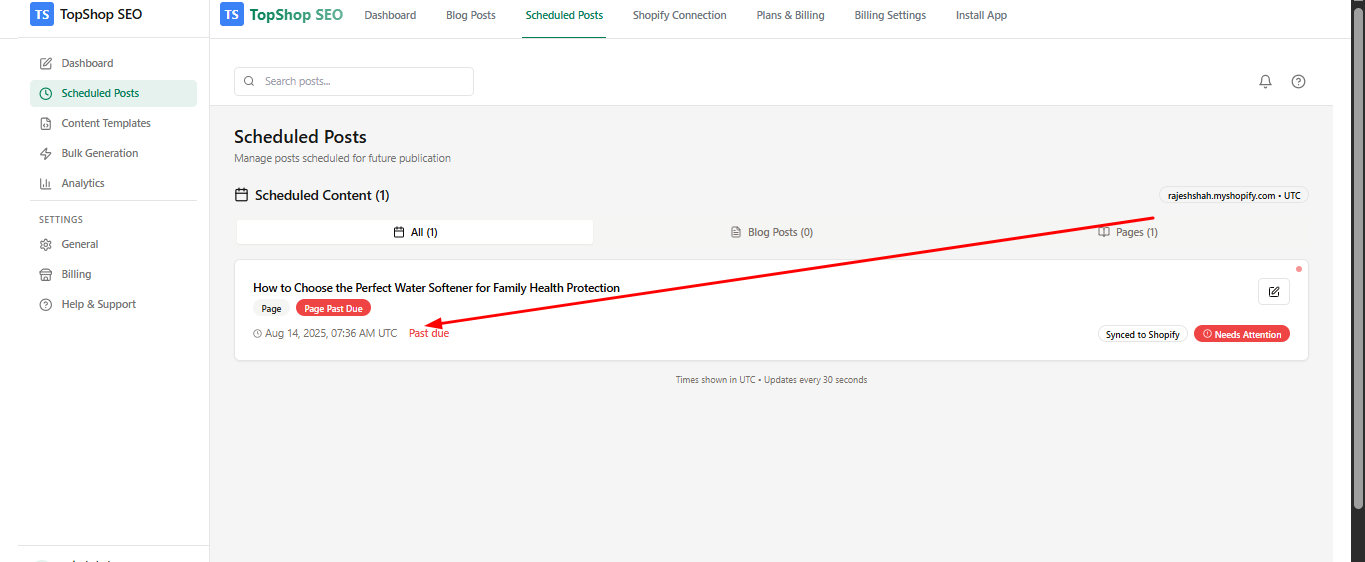 TS TopShop SEO
TS TopShop SEO
Dashboard
Blog Posts
Scheduled Posts
Shopify Connection
Plans & Billing
Billing Settings
Install App
Dashboard
Scheduled Posts
Content Templates
Bulk Generation
Analytics
SETTINGS
General
Billing
Help & Support
Search posts...
Scheduled Posts
Manage posts scheduled for future publication
Scheduled Content (1)
rajeshshah.myshopify.com • UTC
All (1)
Blog Posts (0)
Pages (1)
How to Choose the Perfect Water Softener for Family Health Protection
Page
Page Past Due
Aug 14, 2025, 07:36 AM UTC
Past due
Synced to Shopify
Needs Attention
Times shown in UTC • Updates every 30 seconds